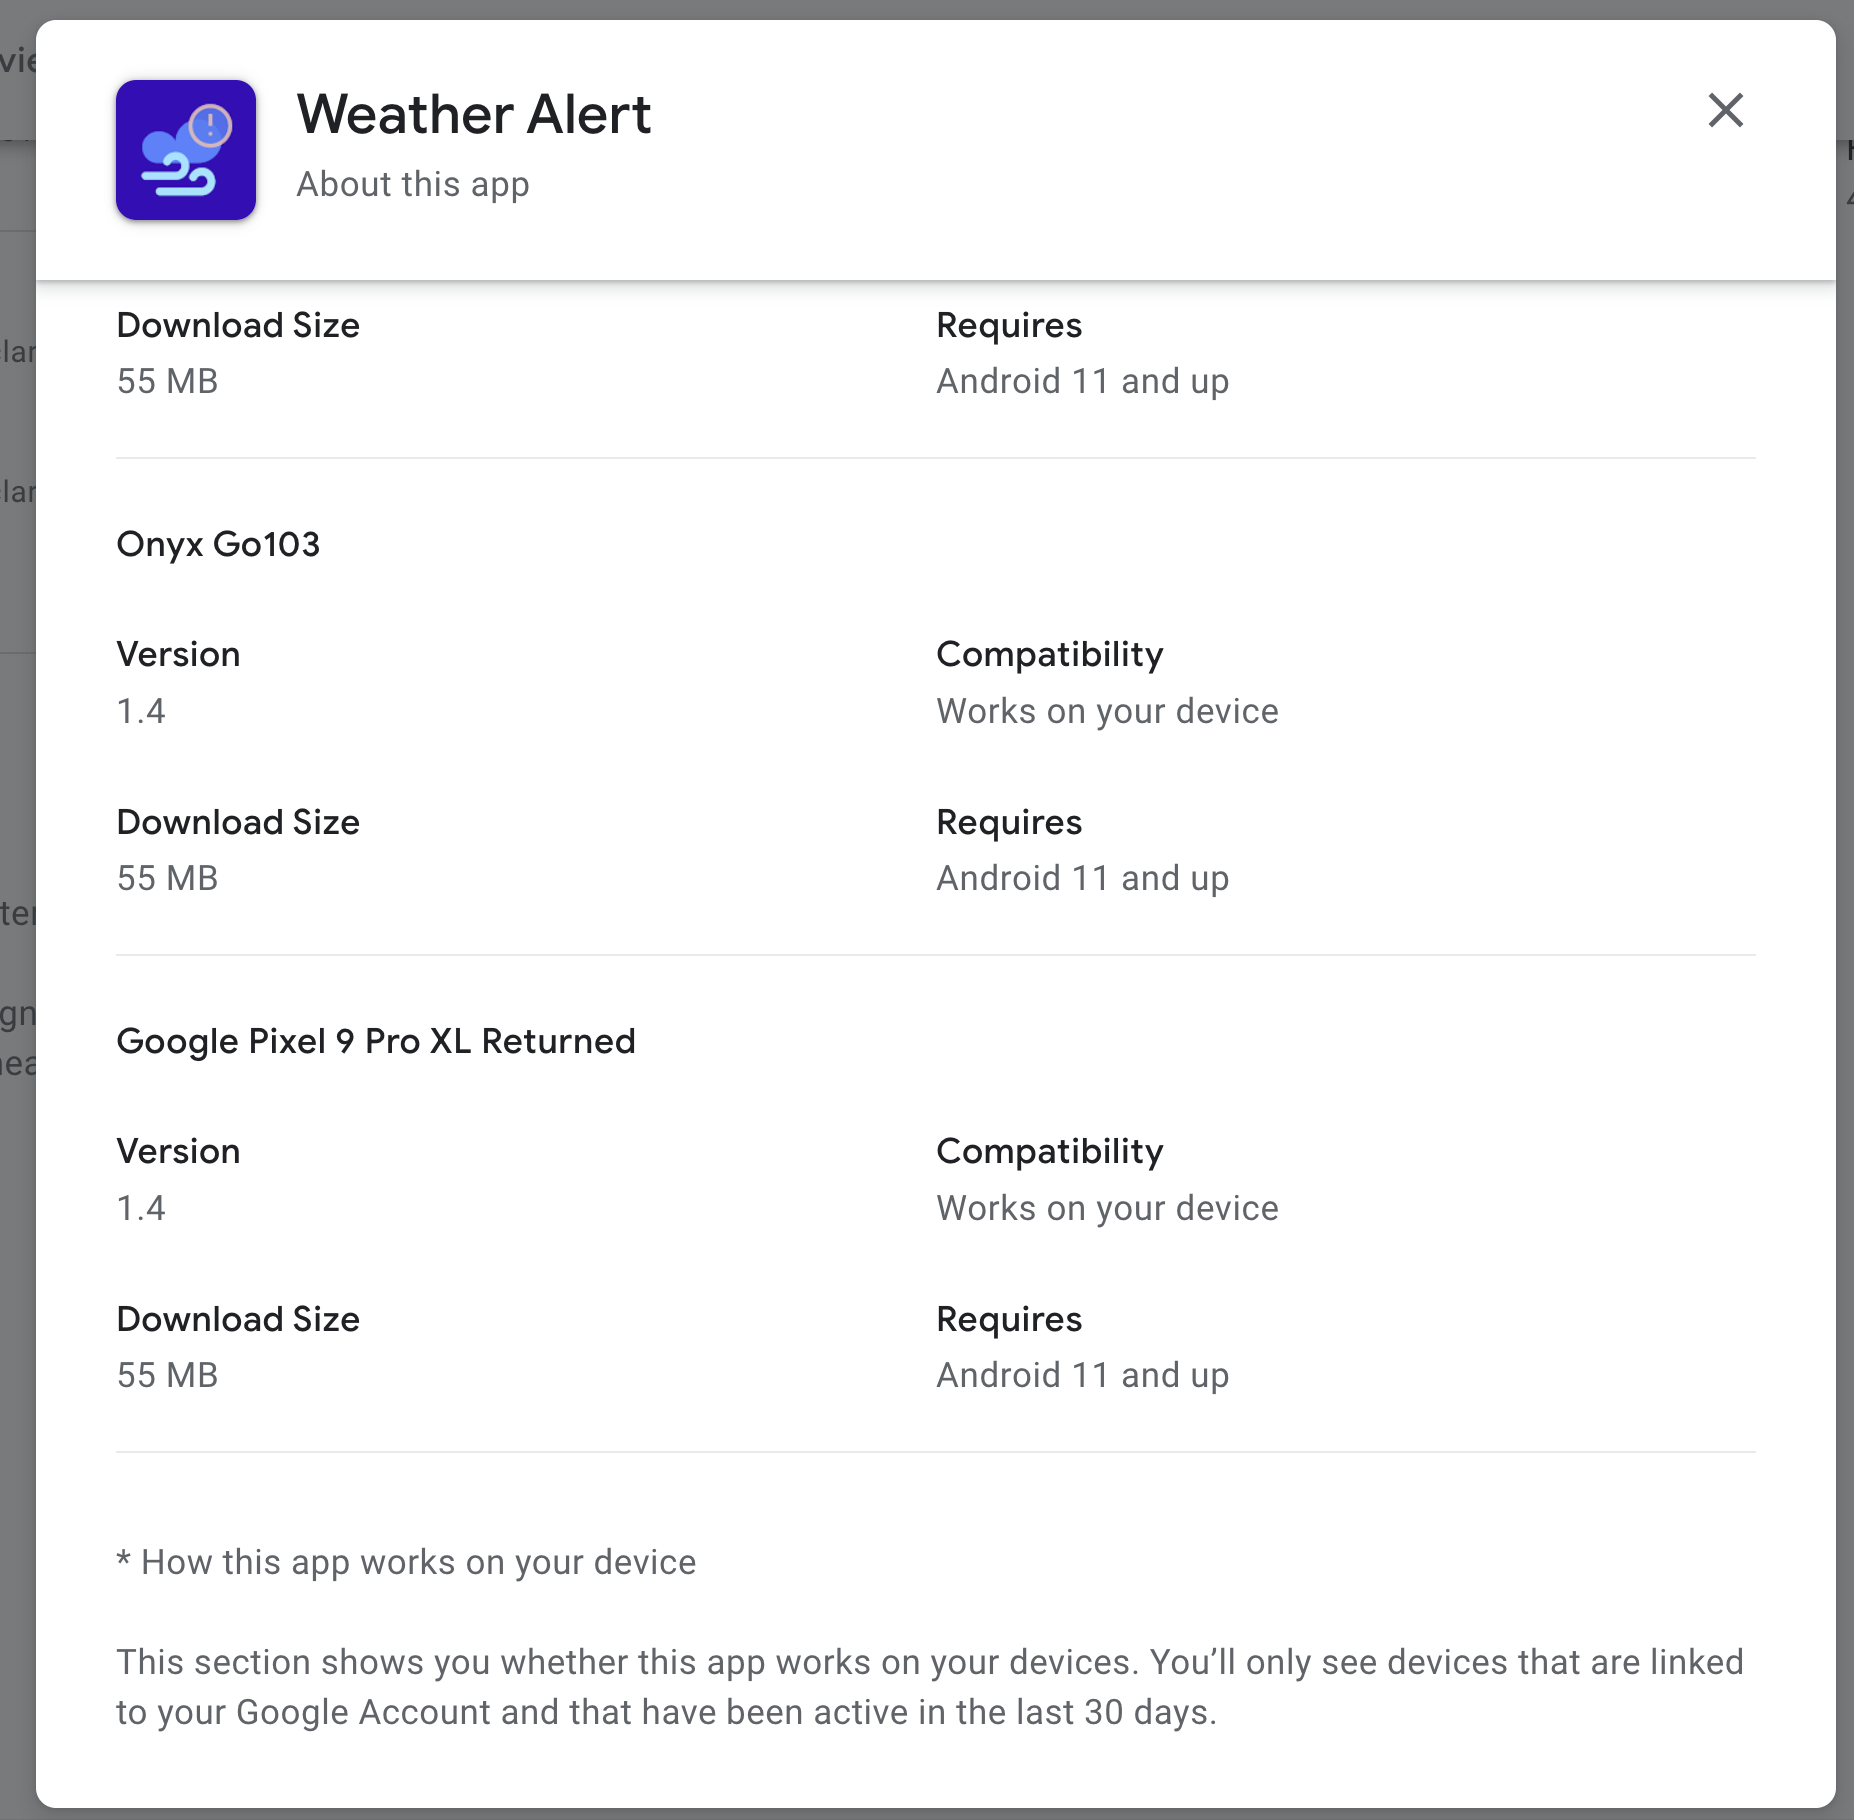 Weather Alert
About this app
Download Size
Requires
55 MB
Android 11 and up
Onyx Go103
Version
Compatibility
1.4
Works on your device
Download Size
Requires
55 MB
Android 11 and up
Google Pixel 9 Pro XL Returned
Version
Compatibility
1.4
Works on your device
Download Size
Requires
55 MB
Android 11 and up
* How this app works on your device
This section shows you whether this app works on your devices. You’ll only see devices that are linked
to your Google Account and that have been active in the last 30 days.